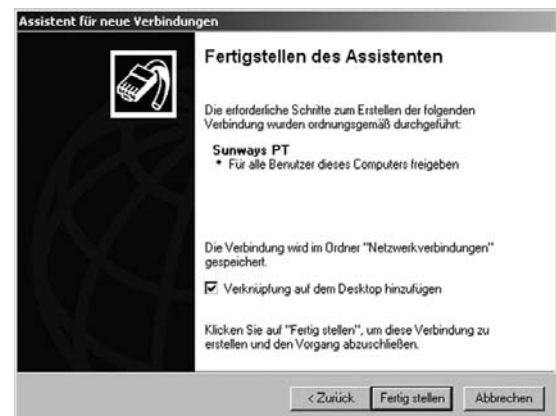 Assistent für neue Verbindungen
Fertigstellen des Assistenten
Die erforderliche Schritte zum Erstellen der folgenden
Verbindung wurden ordnungsgemäß durchgeführt:
Sunways PT
* Für alle Benutzer dieses Computers freigeben
Die Verbindung wird im Ordner "Netzwerkverbindungen"
gespeichert.
Verknüpfung auf dem Desktop hinzufügen
Klicken Sie auf "Fertig stellen", um diese Verbindung zu
erstellen und den Vorgang abzuschließen.
< Zurück Fertig stellen Abbrechen